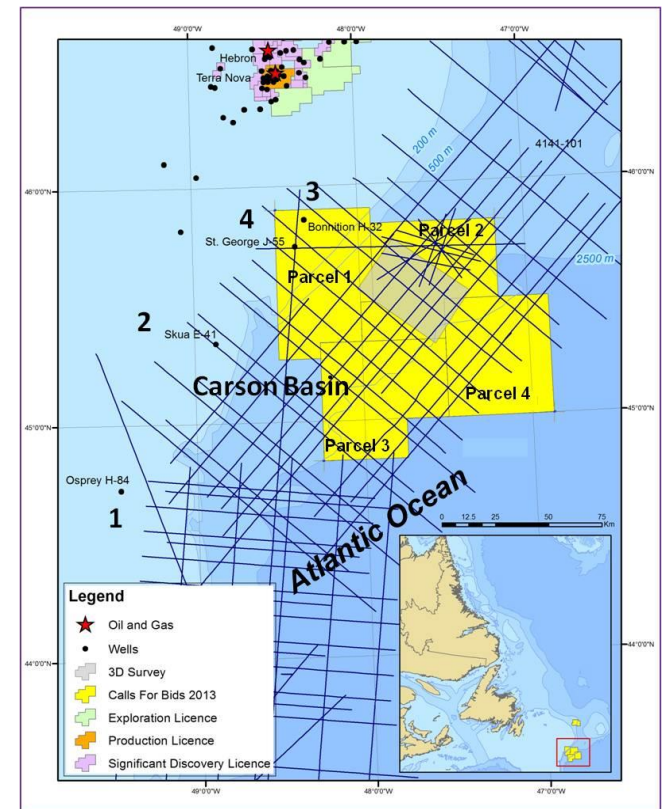 49°0'0"W
48°0'0"W
47°0'0"W
Hebron
Terra Nova
200 m
500 m
4141-101
46°0'0"N
46°0'0"N
3
4
Bonnition H-32
Parcel 2
St. George J-55
2500 m
Parcel 1
2
Skua E-41
Carson Basin
Parcel 4
45°0'0"N
45°0'0"N
Parcel 3
Osprey H-84
1
Atlantic Ocean
0 12.5 25 50 75
Km
Legend
Oil and Gas
Wells
3D Survey
Calls For Bids 2013
Exploration Licence
Production Licence
Significant Discovery Licence
44°0'0"N
44°0'0"N
49°0'0"W
48°0'0"W
47°0'0"W